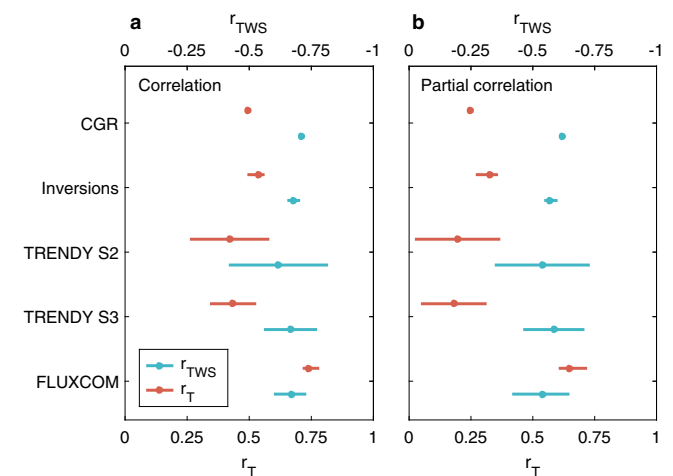 a
r_TWS
b
r_TWS
0 -0.25 -0.5 -0.75 -1
0 -0.25 -0.5 -0.75 -1
Correlation
Partial correlation
CGR
Inversions
TRENDY S2
TRENDY S3
FLUXCOM
r_TWS
r_T
0 0.25 0.5 0.75 1
0 0.25 0.5 0.75 1
r_T
r_T